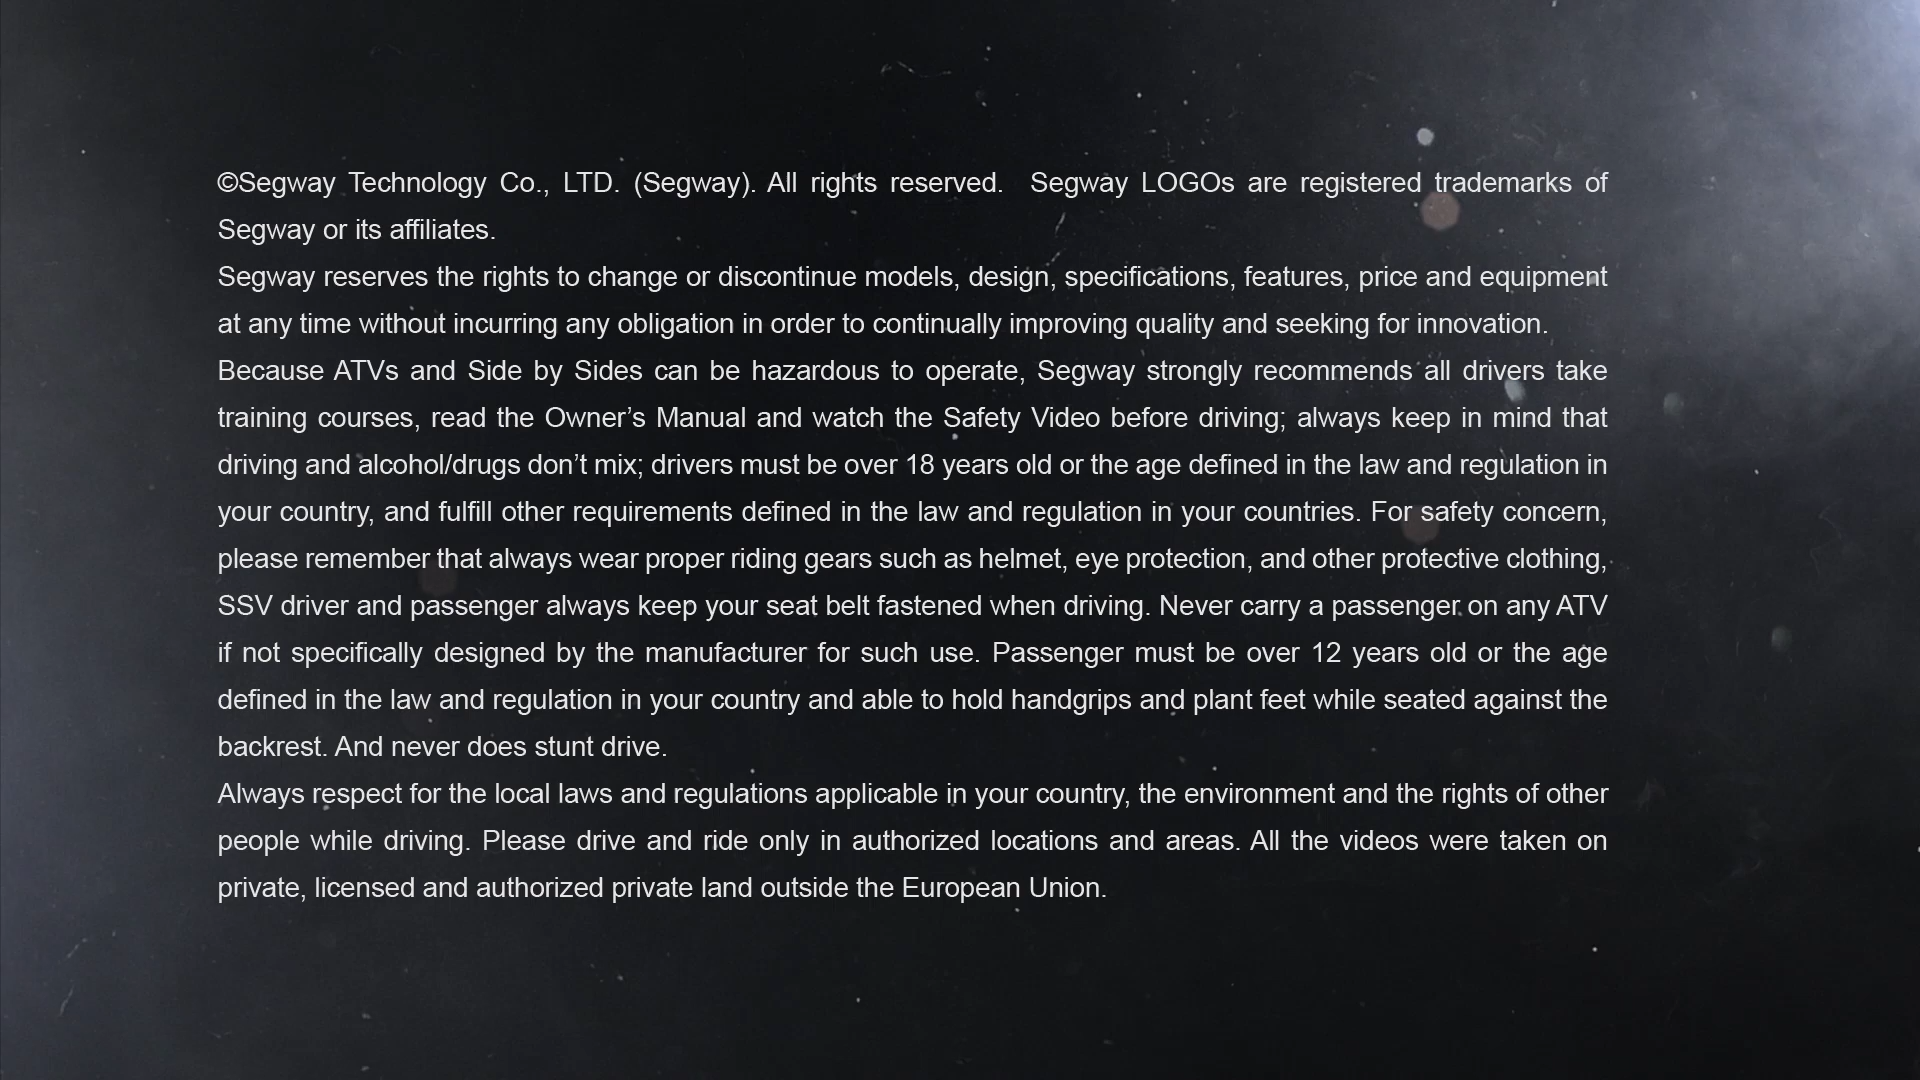 ©Segway Technology Co., LTD. (Segway). All rights reserved.  Segway LOGOs are registered trademarks of
Segway or its affiliates.
Segway reserves the rights to change or discontinue models, design, specifications, features, price and equipment
at any time without incurring any obligation in order to continually improving quality and seeking for innovation.
Because ATVs and Side by Sides can be hazardous to operate, Segway strongly recommends all drivers take
training courses, read the Owner’s Manual and watch the Safety Video before driving; always keep in mind that
driving and alcohol/drugs don’t mix; drivers must be over 18 years old or the age defined in the law and regulation in
your country, and fulfill other requirements defined in the law and regulation in your countries. For safety concern,
please remember that always wear proper riding gears such as helmet, eye protection, and other protective clothing,
SSV driver and passenger always keep your seat belt fastened when driving. Never carry a passenger on any ATV
if not specifically designed by the manufacturer for such use. Passenger must be over 12 years old or the age
defined in the law and regulation in your country and able to hold handgrips and plant feet while seated against the
backrest. And never does stunt drive.
Always respect for the local laws and regulations applicable in your country, the environment and the rights of other
people while driving. Please drive and ride only in authorized locations and areas. All the videos were taken on
private, licensed and authorized private land outside the European Union.